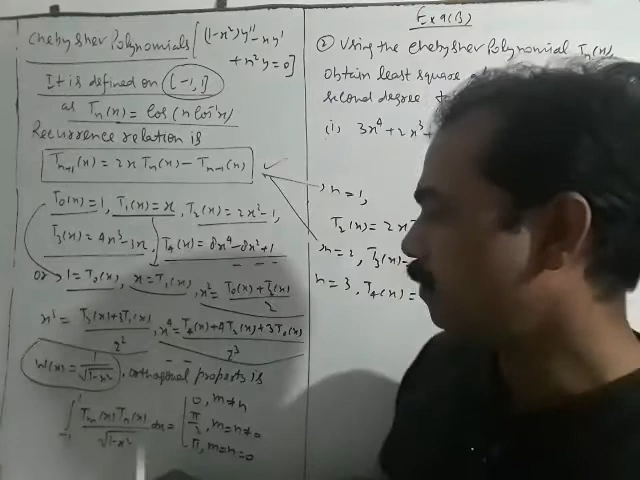 Chebysher Polynomials [(1-x²)y''-xy'
+n²y=0]
It is defined on [-1,1]
as Tn(x) = cos(n cos⁻¹x)
Recurrence relation is
Tn+1(x) = 2x Tn(x) - Tn-1(x)
T0(x)=1, T1(x)=x, T2(x)=2x²-1,
T3(x)=4x³-3x, T4(x)=8x⁴-8x²+1
or 1=T0(x), x=T1(x), x²=T0(x)+T2(x)/2
x³=T3(x)+3T1(x)/2², x⁴=T4(x)+4T2(x)+3T0(x)/2³
W(x)=1/√1-x², orthogonal property is
∫₋₁¹ Tm(x)Tn(x)/√1-x² dx = { 0, m≠n
π/2, m=n≠0
π, m=n=0
Ex 9(B)
② Using the chebysher Polynomial Tn(x),
obtain least square
second degree
(i) 3x⁴+2x³+
n=1,
T2(x)=2xT
n=2, T3(x)=
n=3, T4(x)=